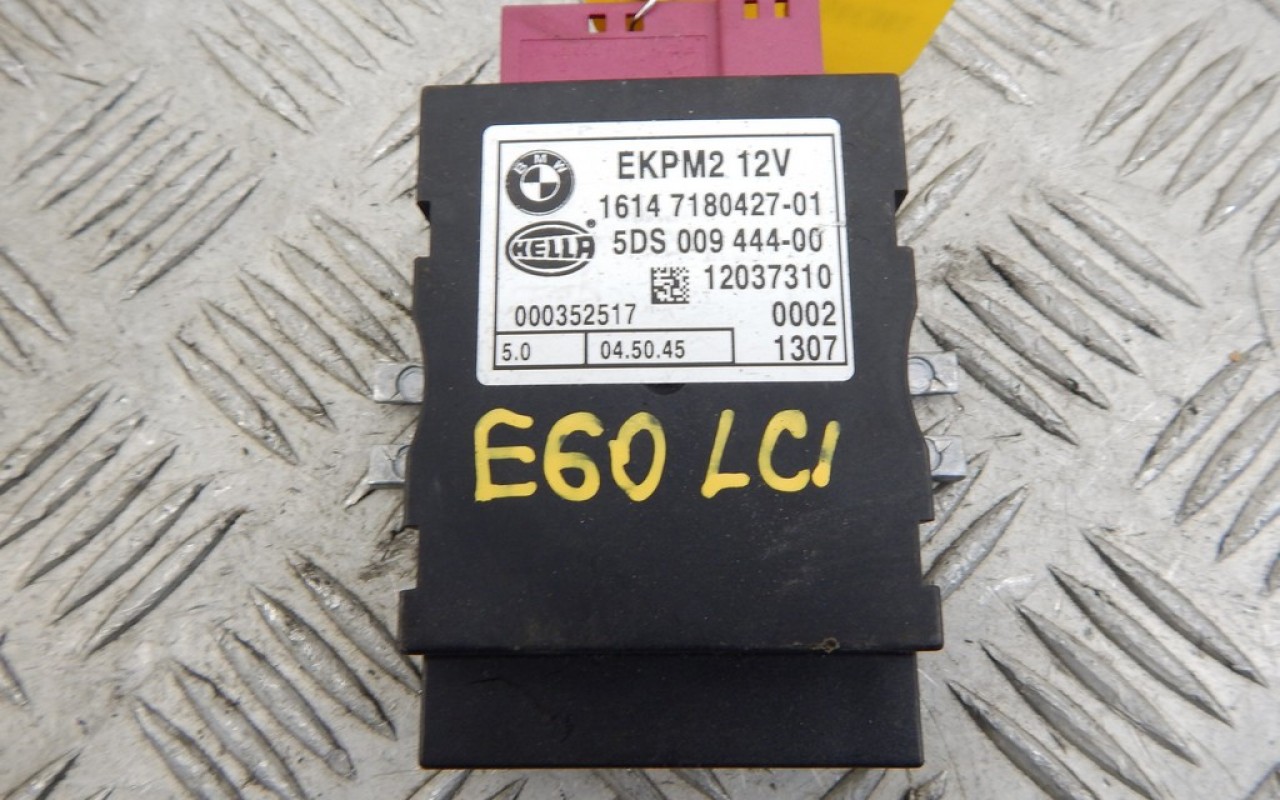 BMW
EKPM2 12V
1614 7180427-01
HELLA ®
5DS 009 444-00
12037310
000352517
0002
5.0
04.50.45
1307
E60 LCI